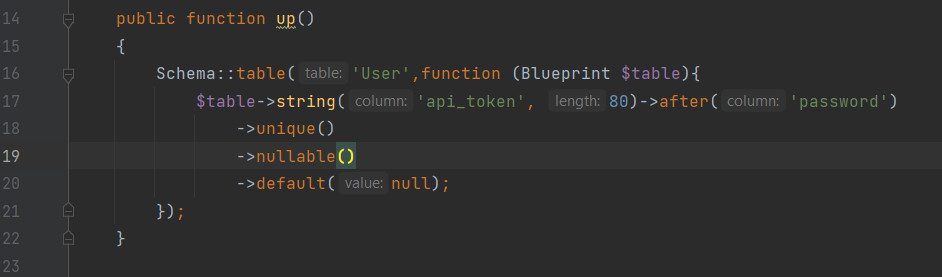 14 public function up()
15 {
16 Schema::table( table: 'User',function (Blueprint $table){
17 $table->string( column: 'api_token', length: 80)->after( column: 'password')
18 ->unique()
19 ->nullable()
20 ->default( value: null);
21 });
22 }
23